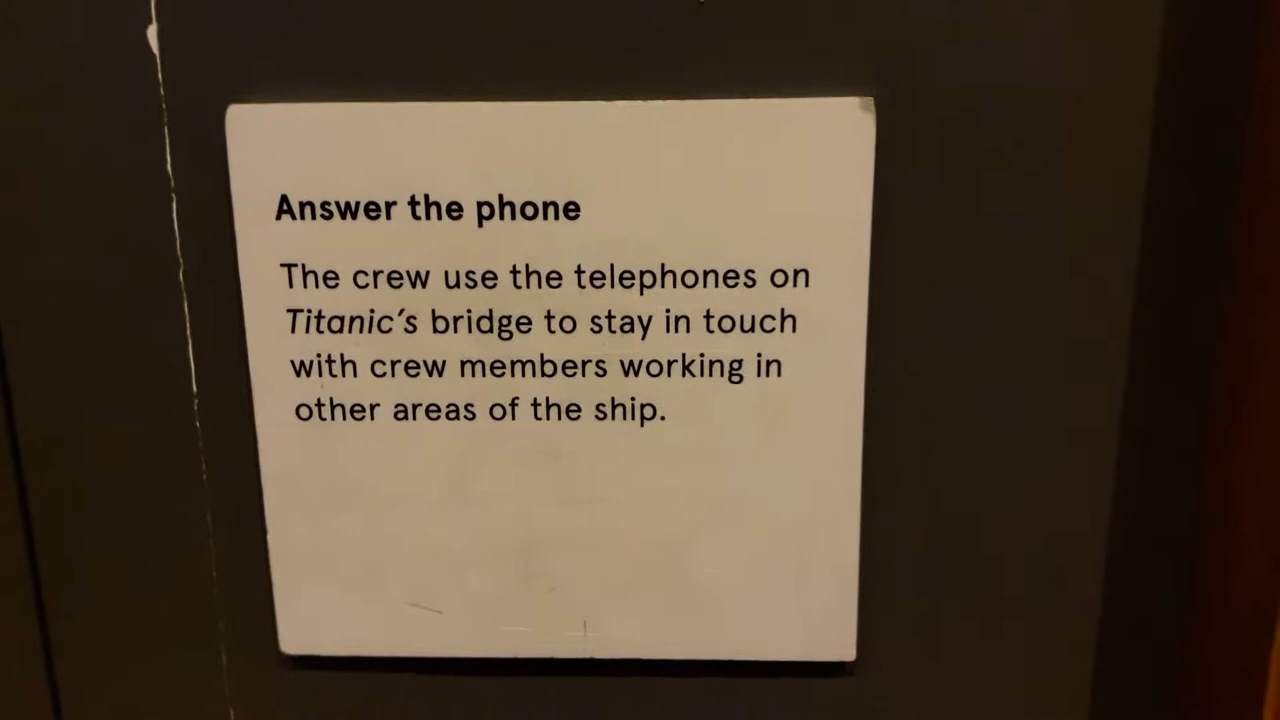 Answer the phone
The crew use the telephones on
Titanic's bridge to stay in touch
with crew members working in
other areas of the ship.